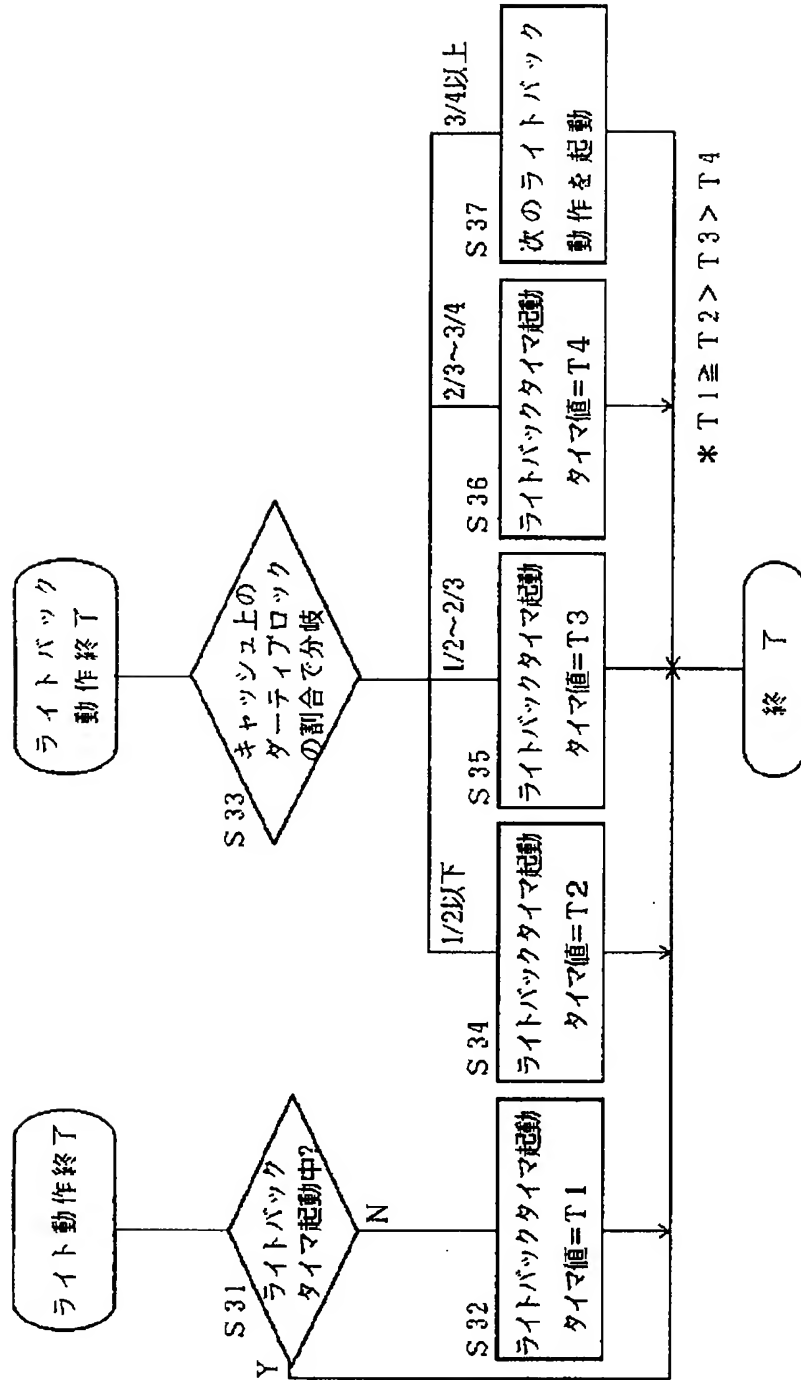 ライト動作終了
S31
ライトバック
タイマ起動中?
Y
N
S32
ライトバックタイマ起動
タイマ値=T1
ライトバック
動作終了
S33
キャッシュ上の
ダーティブロック
の割合で分岐
1/2以下
1/2〜2/3
2/3〜3/4
3/4以上
S34
ライトバックタイマ起動
タイマ値=T2
S35
ライトバックタイマ起動
タイマ値=T3
S36
ライトバックタイマ起動
タイマ値=T4
S37
次のライトバック
動作を起動
終了
*T1≧T2>T3>T4